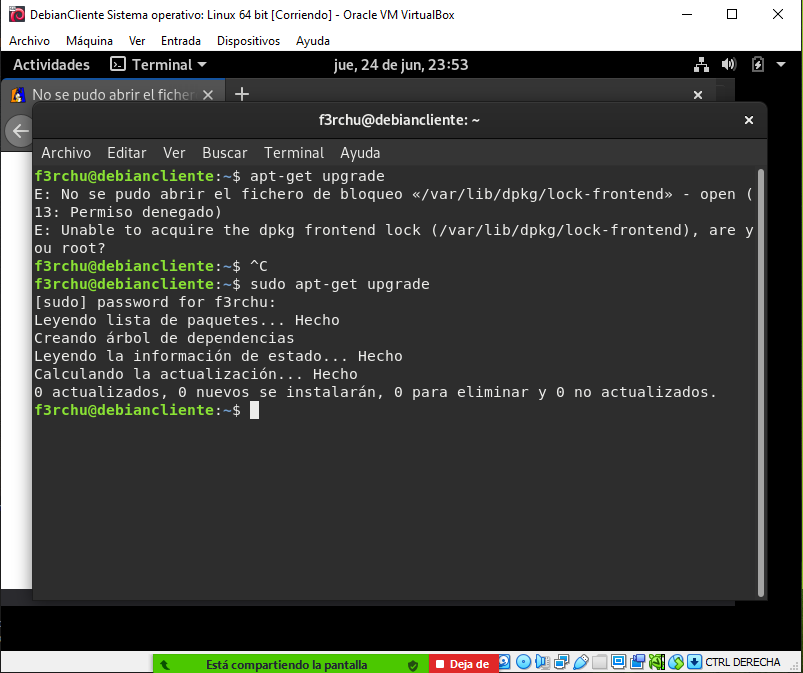 DebianCliente Sistema operativo: Linux 64 bit [Corriendo] - Oracle VM VirtualBox
Archivo Máquina Ver Entrada Dispositivos Ayuda
Actividades Terminal jue, 24 de jun, 23:53
No se pudo abrir el ficher
f3rchu@debiancliente: ~
Archivo Editar Ver Buscar Terminal Ayuda
f3rchu@debiancliente:~$ apt-get upgrade
E: No se pudo abrir el fichero de bloqueo «/var/lib/dpkg/lock-frontend» - open (
13: Permiso denegado)
E: Unable to acquire the dpkg frontend lock (/var/lib/dpkg/lock-frontend), are y
ou root?
f3rchu@debiancliente:~$ ^C
f3rchu@debiancliente:~$ sudo apt-get upgrade
[sudo] password for f3rchu:
Leyendo lista de paquetes... Hecho
Creando árbol de dependencias
Leyendo la información de estado... Hecho
Calculando la actualización... Hecho
0 actualizados, 0 nuevos se instalarán, 0 para eliminar y 0 no actualizados.
f3rchu@debiancliente:~$
Está compartiendo la pantalla Deja de CTRL DERECHA